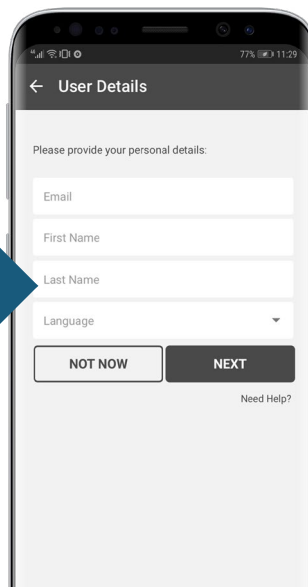 77% 11:29
User Details
Please provide your personal details:
Email
First Name
Last Name
Language
NOT NOW NEXT
Need Help?